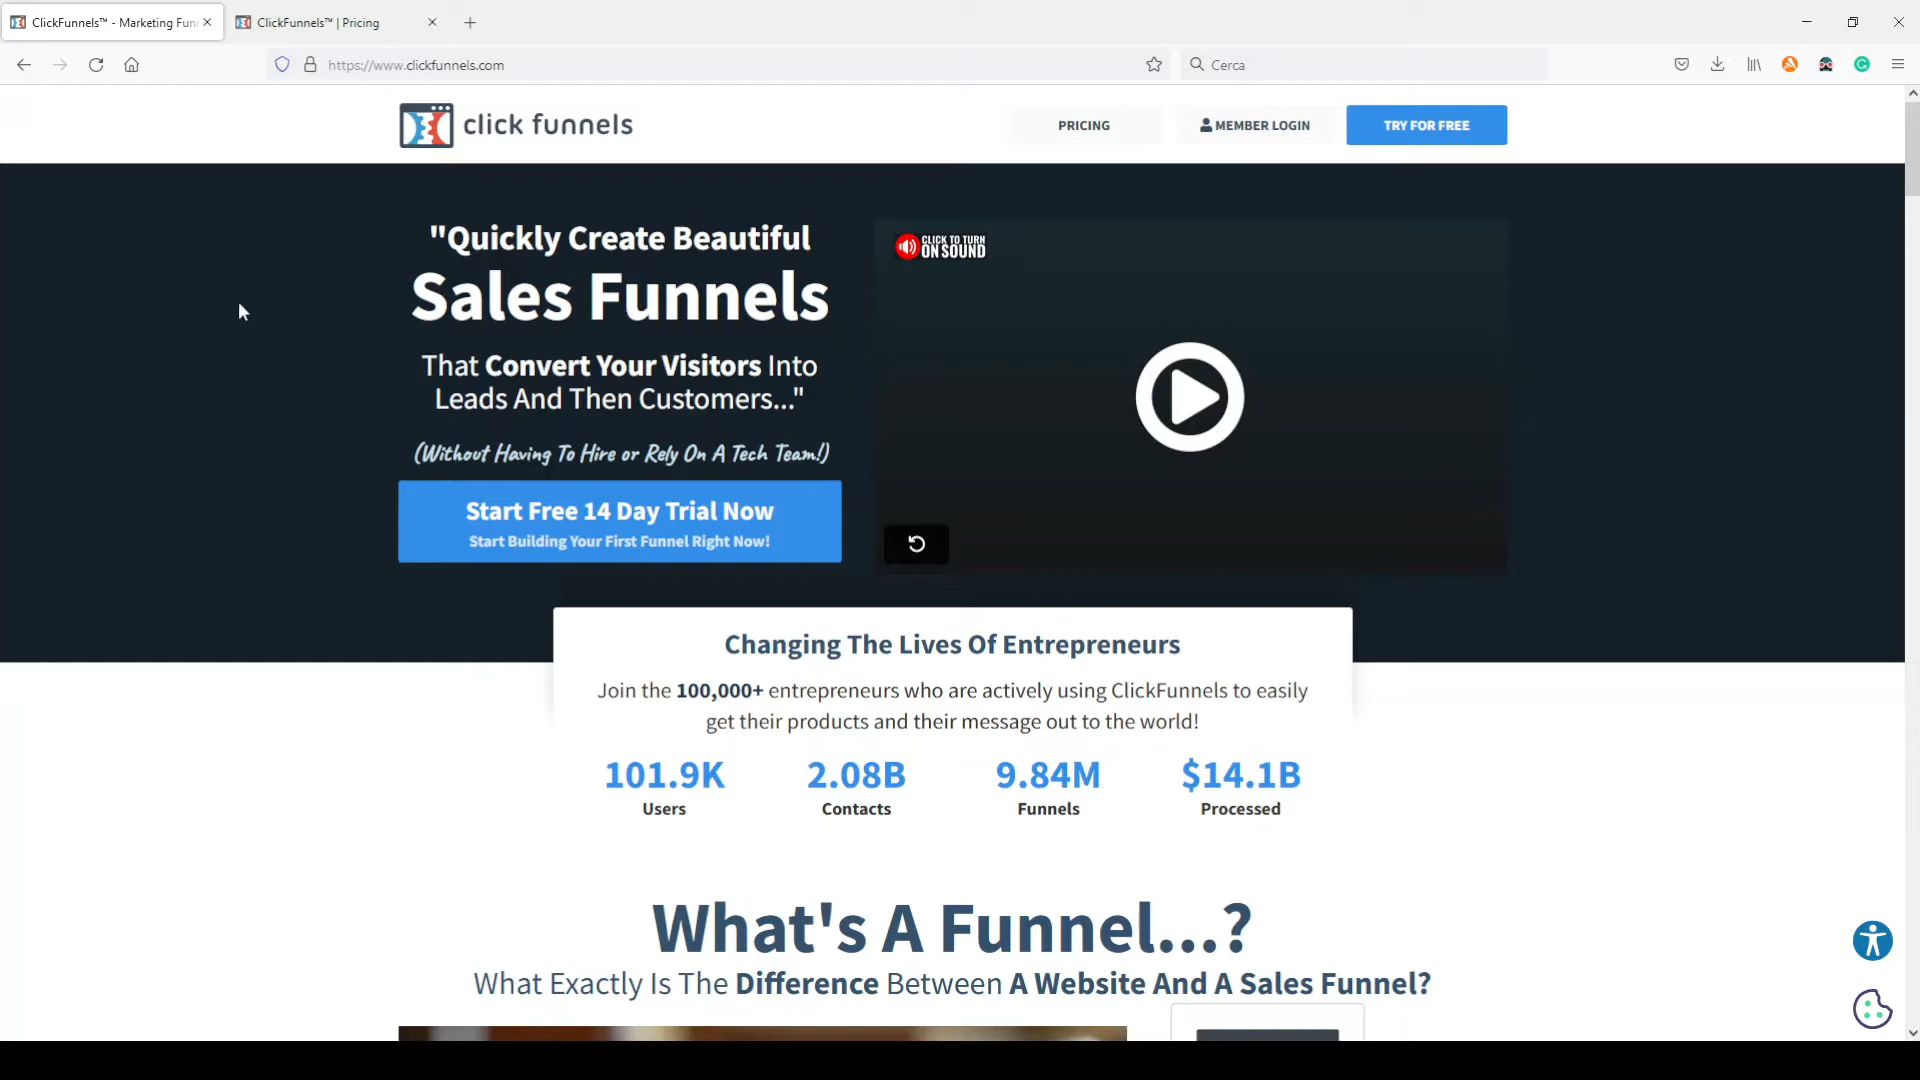 ClickFunnels™ - Marketing Fun
ClickFunnels™ | Pricing
https://www.clickfunnels.com
Cerca
click funnels
PRICING
MEMBER LOGIN
TRY FOR FREE
"Quickly Create Beautiful
Sales Funnels
That Convert Your Visitors Into
Leads And Then Customers..."
(Without Having To Hire or Rely On A Tech Team!)
Start Free 14 Day Trial Now
Start Building Your First Funnel Right Now!
CLICK TO TURN
ON SOUND
Changing The Lives Of Entrepreneurs
Join the 100,000+ entrepreneurs who are actively using ClickFunnels to easily
get their products and their message out to the world!
101.9K
Users
2.08B
Contacts
9.84M
Funnels
$14.1B
Processed
What's A Funnel...?
What Exactly Is The Difference Between A Website And A Sales Funnel?